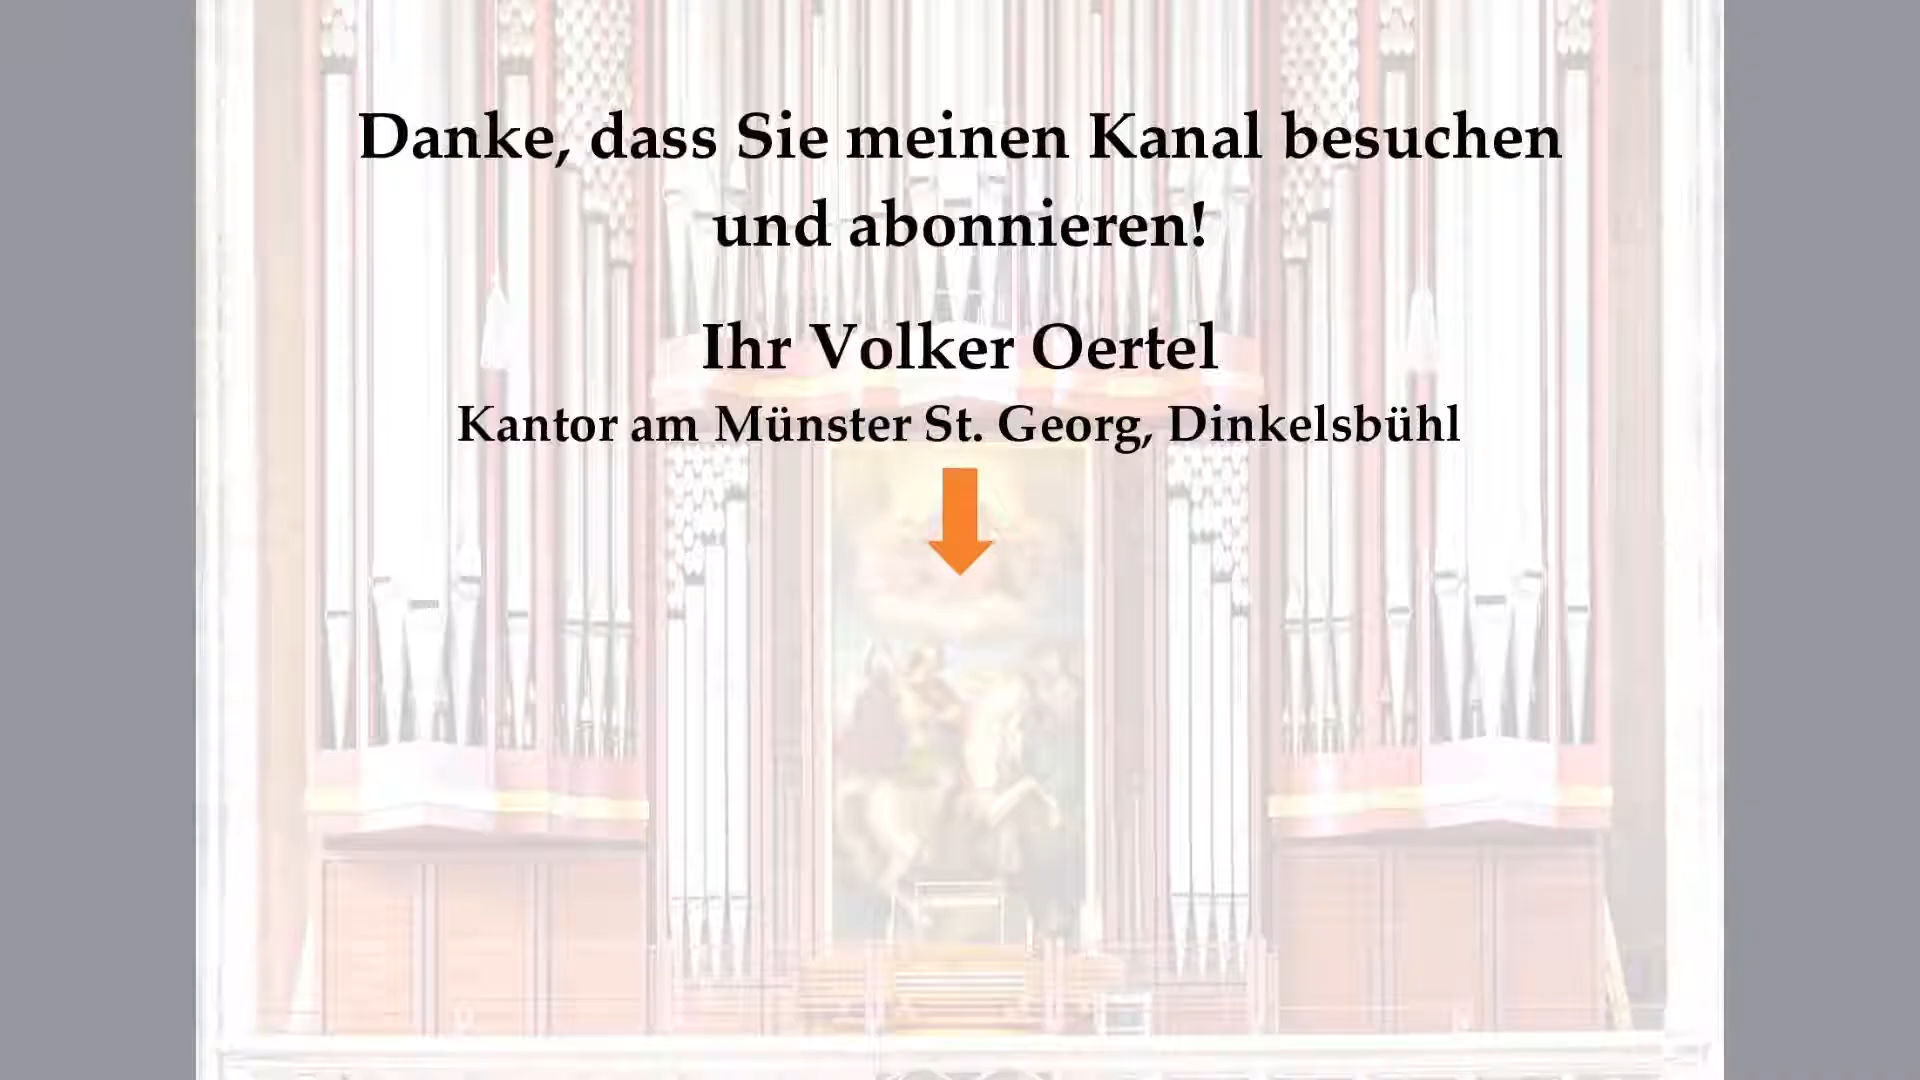 Danke, dass Sie meinen Kanal besuchen
und abonnieren!
Ihr Volker Oertel
Kantor am Münster St. Georg, Dinkelsbühl